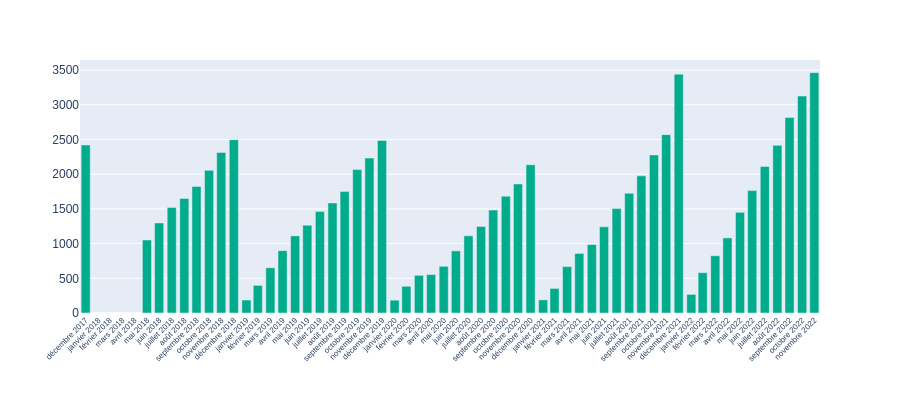 3500
3000
2500
2000
1500
1000
500
0
décembre 2017
janvier 2018
février 2018
mars 2018
avril 2018
mai 2018
juin 2018
juillet 2018
août 2018
septembre 2018
octobre 2018
novembre 2018
décembre 2018
janvier 2019
février 2019
mars 2019
avril 2019
mai 2019
juin 2019
juillet 2019
août 2019
septembre 2019
octobre 2019
novembre 2019
décembre 2019
janvier 2020
février 2020
mars 2020
avril 2020
mai 2020
juin 2020
juillet 2020
août 2020
septembre 2020
octobre 2020
novembre 2020
décembre 2020
janvier 2021
février 2021
mars 2021
avril 2021
mai 2021
juin 2021
juillet 2021
août 2021
septembre 2021
octobre 2021
novembre 2021
décembre 2021
janvier 2022
février 2022
mars 2022
avril 2022
mai 2022
juin 2022
juillet 2022
août 2022
septembre 2022
octobre 2022
novembre 2022